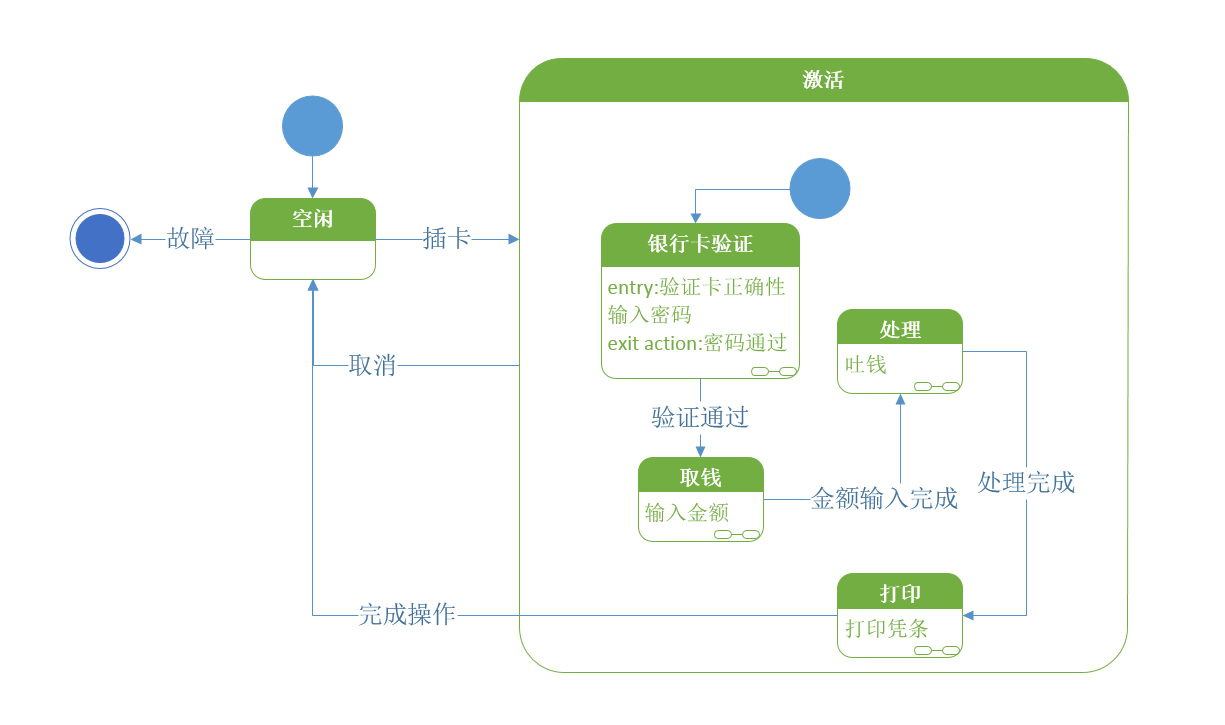 激活
空闲
故障
插卡
银行卡验证
entry:验证卡正确性
输入密码
exit action:密码通过
处理
吐钱
取消
验证通过
取钱
输入金额
金额输入完成
处理完成
打印
打印凭条
完成操作